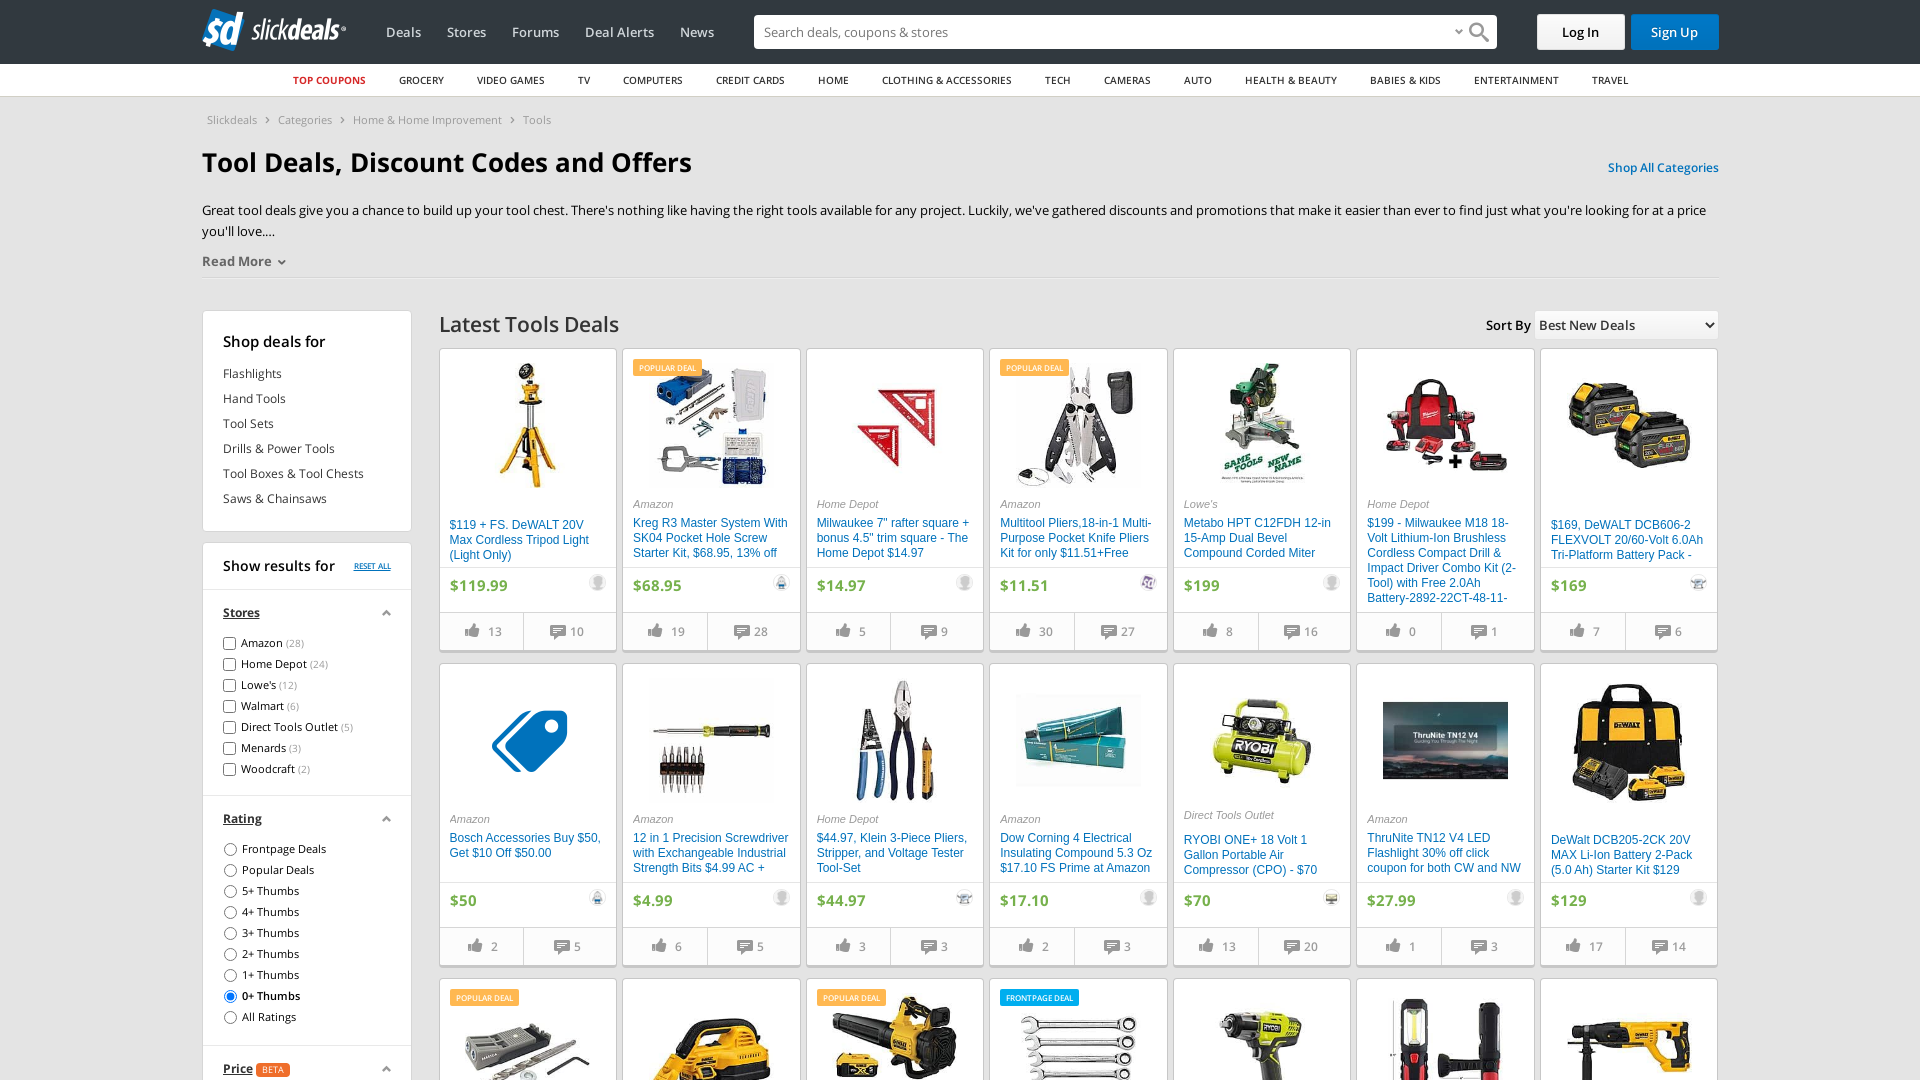 slickdeals
Deals
Stores
Forums
Deal Alerts
News
Search deals, coupons & stores
Log In
Sign Up
TOP COUPONS
GROCERY
VIDEO GAMES
TV
COMPUTERS
CREDIT CARDS
HOME
CLOTHING & ACCESSORIES
TECH
CAMERAS
AUTO
HEALTH & BEAUTY
BABIES & KIDS
ENTERTAINMENT
TRAVEL
Slickdeals > Categories > Home & Home Improvement > Tools
Tool Deals, Discount Codes and Offers
Shop All Categories
Great tool deals give you a chance to build up your tool chest. There's nothing like having the right tools available for any project. Luckily, we've gathered discounts and promotions that make it easier than ever to find just what you're looking for at a price
you'll love....
Read More
Shop deals for
Flashlights
Hand Tools
Tool Sets
Drills & Power Tools
Tool Boxes & Tool Chests
Saws & Chainsaws
Show results for
RESET ALL
Stores
Amazon (28)
Home Depot (24)
Lowe's (12)
Walmart (6)
Direct Tools Outlet (5)
Menards (3)
Woodcraft (2)
Rating
Frontpage Deals
Popular Deals
5+ Thumbs
4+ Thumbs
3+ Thumbs
2+ Thumbs
1+ Thumbs
0+ Thumbs
All Ratings
Price BETA
Latest Tools Deals
Sort By
Best New Deals
$119 + FS. DeWALT 20V
Max Cordless Tripod Light
(Light Only)
$119.99
13
10
POPULAR DEAL
Amazon
Kreg R3 Master System With
SK04 Pocket Hole Screw
Starter Kit, $68.95, 13% off
$68.95
19
28
Home Depot
Milwaukee 7" rafter square +
bonus 4.5" trim square - The
Home Depot $14.97
$14.97
5
9
POPULAR DEAL
Amazon
Multitool Pliers,18-in-1 Multi-
Purpose Pocket Knife Pliers
Kit for only $11.51+Free
$11.51
30
27
SAME
TOOLS NEW
NAME
Lowe's
Metabo HPT C12FDH 12-in
15-Amp Dual Bevel
Compound Corded Miter
$199
8
16
Home Depot
$199 - Milwaukee M18 18-
Volt Lithium-Ion Brushless
Cordless Compact Drill &
Impact Driver Combo Kit (2-
Tool) with Free 2.0Ah
Battery-2892-22CT-48-11-
0
1
$169, DeWALT DCB606-2
FLEXVOLT 20/60-Volt 6.0Ah
Tri-Platform Battery Pack -
$169
7
6
Amazon
Bosch Accessories Buy $50,
Get $10 Off $50.00
$50
2
5
Amazon
12 in 1 Precision Screwdriver
with Exchangeable Industrial
Strength Bits $4.99 AC +
$4.99
6
5
Home Depot
$44.97, Klein 3-Piece Pliers,
Stripper, and Voltage Tester
Tool-Set
$44.97
3
3
Amazon
Dow Corning 4 Electrical
Insulating Compound 5.3 Oz
$17.10 FS Prime at Amazon
$17.10
2
3
RYOBI
Direct Tools Outlet
RYOBI ONE+ 18 Volt 1
Gallon Portable Air
Compressor (CPO) - $70
$70
13
20
ThruNite TN12 V4
Guiding You Through The Night
Amazon
ThruNite TN12 V4 LED
Flashlight 30% off click
coupon for both CW and NW
$27.99
1
3
DEWALT
DeWalt DCB205-2CK 20V
MAX Li-Ion Battery 2-Pack
(5.0 Ah) Starter Kit $129
$129
17
14
POPULAR DEAL
POPULAR DEAL
FRONTPAGE DEAL
RYOBI